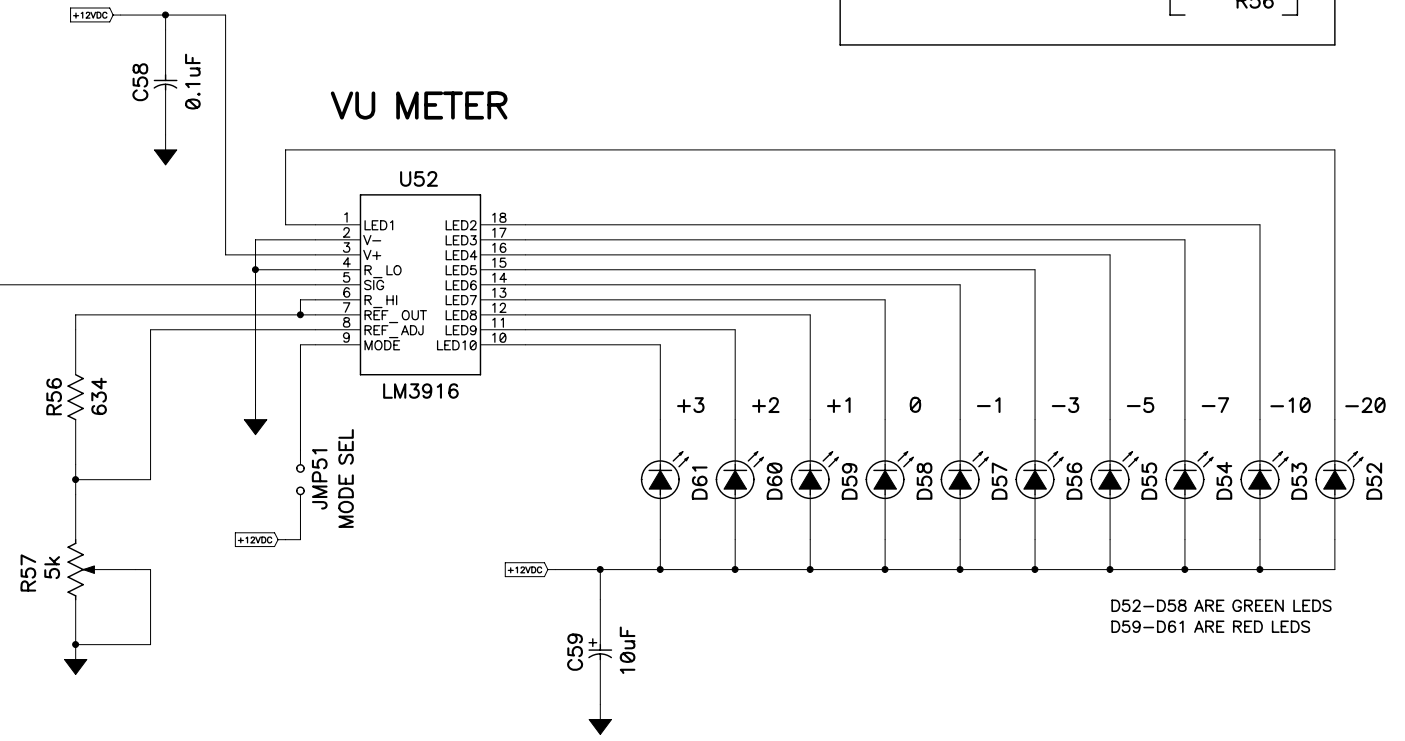 +12VDC
R56
C58
0.1uF
VU METER
U52
1 LED1
2 V-
3 V+
4 R_LO
5 SIG
6 R_HI
7 REF_OUT
8 REF_ADJ
9 MODE
LED2 18
LED3 17
LED4 16
LED5 15
LED6 14
LED7 13
LED8 12
LED9 11
LED10 10
LM3916
R56
634
JMP51
MODE SEL
+12VDC
R57
5k
+3 +2 +1 0 -1 -3 -5 -7 -10 -20
D61 D60 D59 D58 D57 D56 D55 D54 D53 D52
+12VDC
C59
+
10uF
D52-D58 ARE GREEN LEDS
D59-D61 ARE RED LEDS